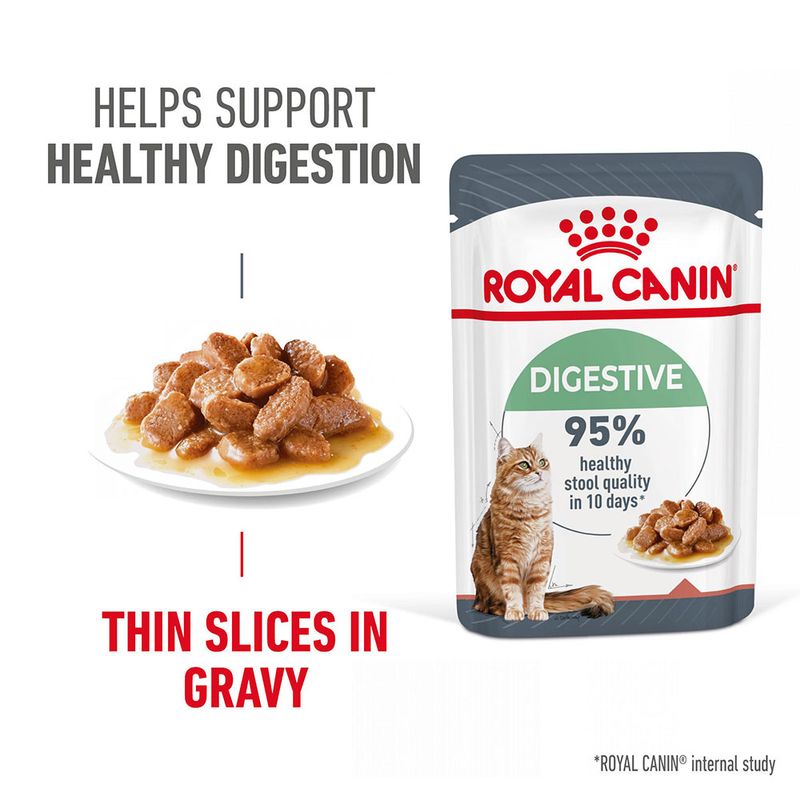 HELPS SUPPORT
HEALTHY DIGESTION
THIN SLICES IN
GRAVY
ROYAL CANIN®
DIGESTIVE
95%
healthy
stool quality
in 10 days*
*ROYAL CANIN® internal study